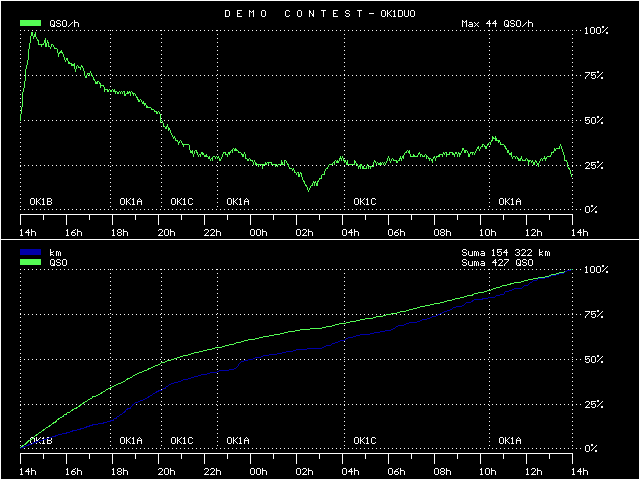 DEMO CONTEST - OK1DUO
QSO/h Max 44 QSO/h
100%
75%
50%
25%
OK1B OK1A OK1C OK1A OK1C OK1A
0%
14h 16h 18h 20h 22h 00h 02h 04h 06h 08h 10h 12h 14h
km Suma 154 322 km
QSO Suma 427 QSO
100%
75%
50%
25%
OK1B OK1A OK1C OK1A OK1C OK1A
0%
14h 16h 18h 20h 22h 00h 02h 04h 06h 08h 10h 12h 14h